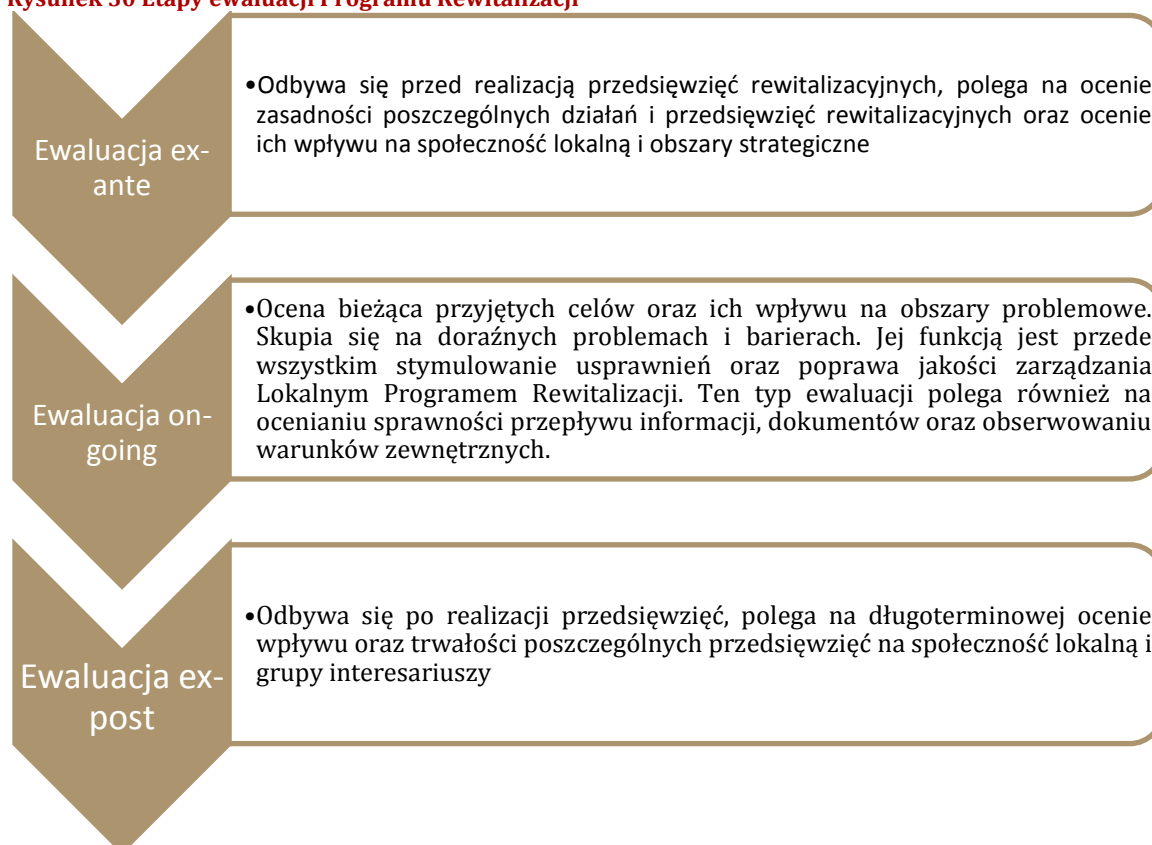 Rysunek 36 Etapy ewaluacji Programu Rewitalizacji
Ewaluacja ex-
ante
•Odbywa się przed realizacją przedsięwzięć rewitalizacyjnych, polega na ocenie
zasadności poszczególnych działań i przedsięwzięć rewitalizacyjnych oraz ocenie
ich wpływu na społeczność lokalną i obszary strategiczne
Ewaluacja on-
going
•Ocena bieżąca przyjętych celów oraz ich wpływu na obszary problemowe.
Skupia się na doraźnych problemach i barierach. Jej funkcją jest przede
wszystkim stymulowanie usprawnień oraz poprawa jakości zarządzania
Lokalnym Programem Rewitalizacji. Ten typ ewaluacji polega również na
ocenianiu sprawności przepływu informacji, dokumentów oraz obserwowaniu
warunków zewnętrznych.
Ewaluacja ex-
post
•Odbywa się po realizacji przedsięwzięć, polega na długoterminowej ocenie
wpływu oraz trwałości poszczególnych przedsięwzięć na społeczność lokalną i
grupy interesariuszy